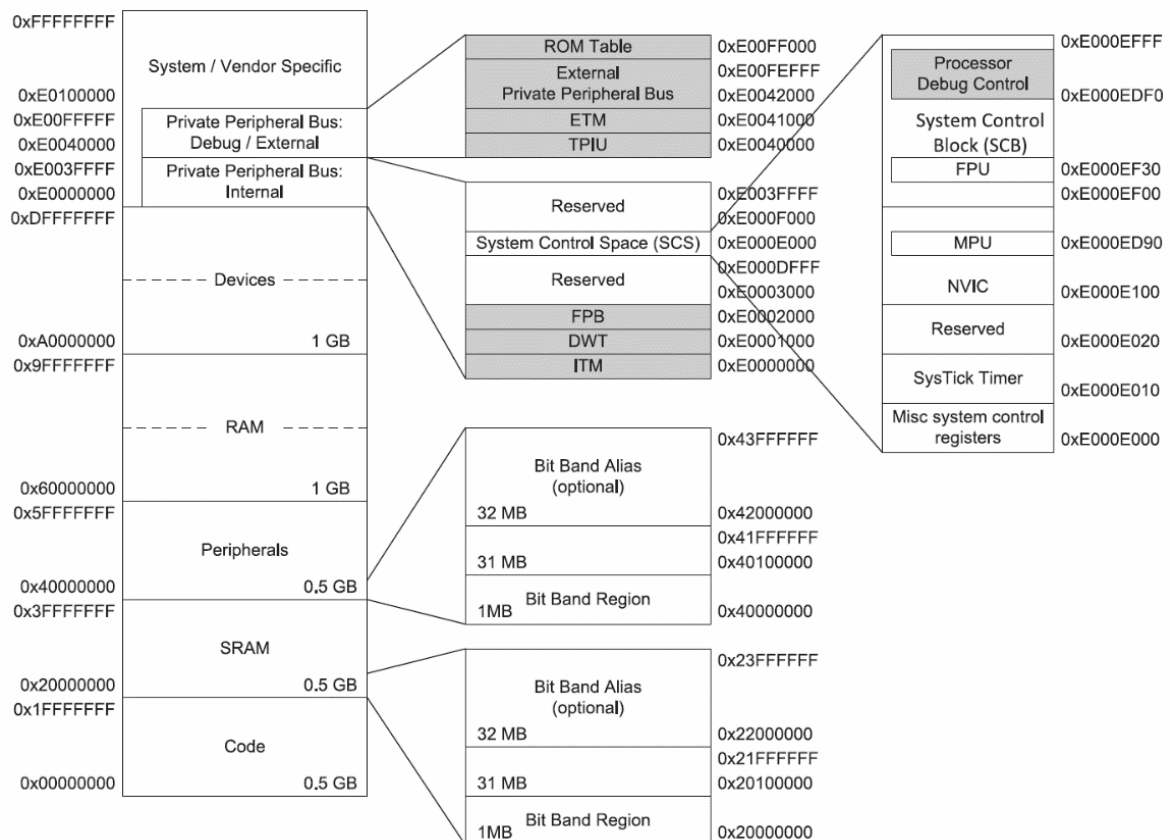 0xFFFFFFFF
System / Vendor Specific
0xE0100000
0xE00FFFFF
Private Peripheral Bus:
Debug / External
0xE0040000
0xE003FFFF
Private Peripheral Bus:
Internal
0xE0000000
0xDFFFFFFF
Devices
0xA0000000
1 GB
0x9FFFFFFF
RAM
0x60000000
1 GB
0x5FFFFFFF
Peripherals
0x40000000
0.5 GB
0x3FFFFFFF
SRAM
0x20000000
0.5 GB
0x1FFFFFFF
Code
0x00000000
0.5 GB
ROM Table
0xE00FF000
External
Private Peripheral Bus
0xE00FEFFF
0xE0042000
ETM
0xE0041000
TPIU
0xE0040000
0xE003FFFF
Reserved
0xE000F000
System Control Space (SCS)
0xE000E000
0xE000DFFF
Reserved
0xE0003000
FPB
0xE0002000
DWT
0xE0001000
ITM
0xE0000000
0x43FFFFFF
Bit Band Alias
(optional)
32 MB
0x42000000
0x41FFFFFF
31 MB
0x40100000
1MB
Bit Band Region
0x40000000
0x23FFFFFF
Bit Band Alias
(optional)
32 MB
0x22000000
0x21FFFFFF
31 MB
0x20100000
1MB
Bit Band Region
0x20000000
0xE000EFFF
Processor
Debug Control
0xE000EDF0
System Control
Block (SCB)
FPU
0xE000EF30
0xE000EF00
MPU
0xE000ED90
NVIC
0xE000E100
Reserved
0xE000E020
SysTick Timer
0xE000E010
Misc system control
registers
0xE000E000